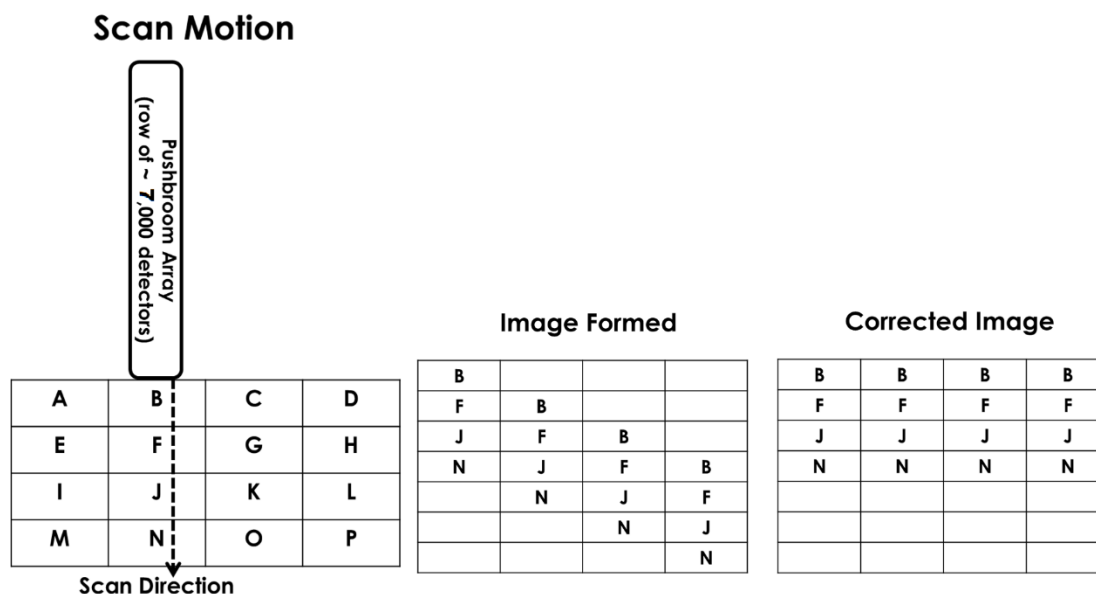 Scan Motion
Pushbroom Array
(row of ~ 7,000 detectors)
A B C D
E F G H
I J K L
M N O P
Scan Direction
Image Formed
B
F B
J F B
N J F B
N J F
N J
N
Corrected Image
B B B B
F F F F
J J J J
N N N N